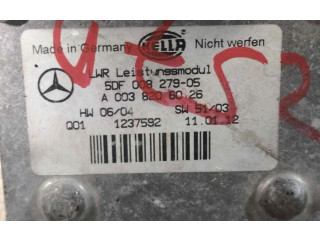 Made in Germany HELLA Nicht werfen
LWR Leistungsmodul
5DF 008 279-05
A 003 820 60 26
HW 06/04 SW 51/03
Q01 1237592 11.01.12